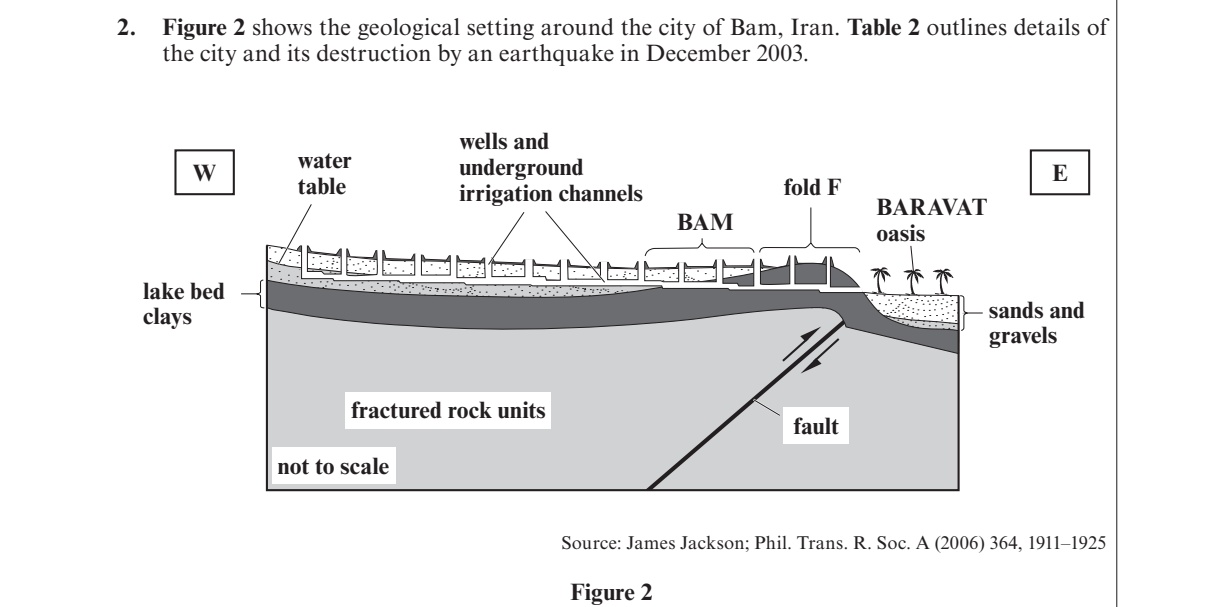 2. Figure 2 shows the geological setting around the city of Bam, Iran. Table 2 outlines details of
the city and its destruction by an earthquake in December 2003.
wells and
underground
irrigation channels
water
table
W
E
fold F
BAM
BARAVAT
oasis
lake bed
clays
sands and
gravels
fractured rock units
fault
not to scale
Source: James Jackson; Phil. Trans. R. Soc. A (2006) 364, 1911–1925
Figure 2